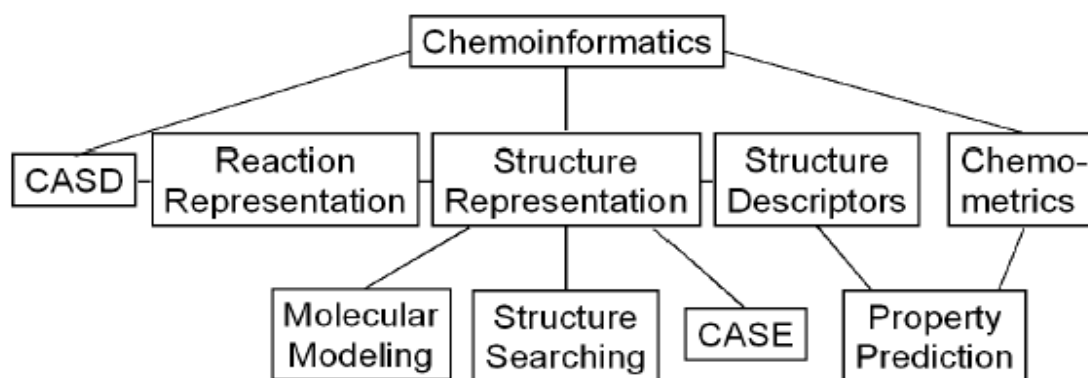 Chemoinformatics
CASD
Reaction
Representation
Structure
Representation
Structure
Descriptors
Chemo-
metrics
Molecular
Modeling
Structure
Searching
CASE
Property
Prediction